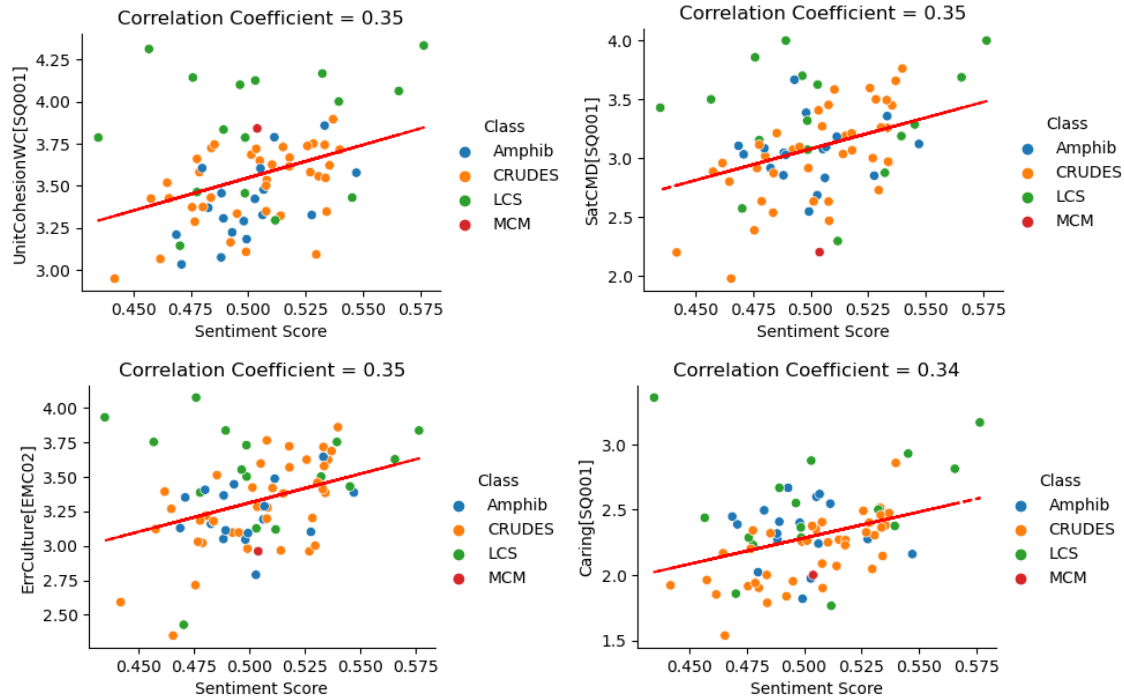 Correlation Coefficient = 0.35
UnitCohesionWC[SQ001]
4.25
4.00
3.75
3.50
3.25
3.00
0.450 0.475 0.500 0.525 0.550 0.575
Sentiment Score
Class
Amphib
CRUDES
LCS
MCM
Correlation Coefficient = 0.35
SatCMD[SQ001]
4.0
3.5
3.0
2.5
2.0
0.450 0.475 0.500 0.525 0.550 0.575
Sentiment Score
Class
Amphib
CRUDES
LCS
MCM
Correlation Coefficient = 0.35
ErrCulture[EMC02]
4.00
3.75
3.50
3.25
3.00
2.75
2.50
0.450 0.475 0.500 0.525 0.550 0.575
Sentiment Score
Class
Amphib
CRUDES
LCS
MCM
Correlation Coefficient = 0.34
Caring[SQ001]
3.0
2.5
2.0
1.5
0.450 0.475 0.500 0.525 0.550 0.575
Sentiment Score
Class
Amphib
CRUDES
LCS
MCM